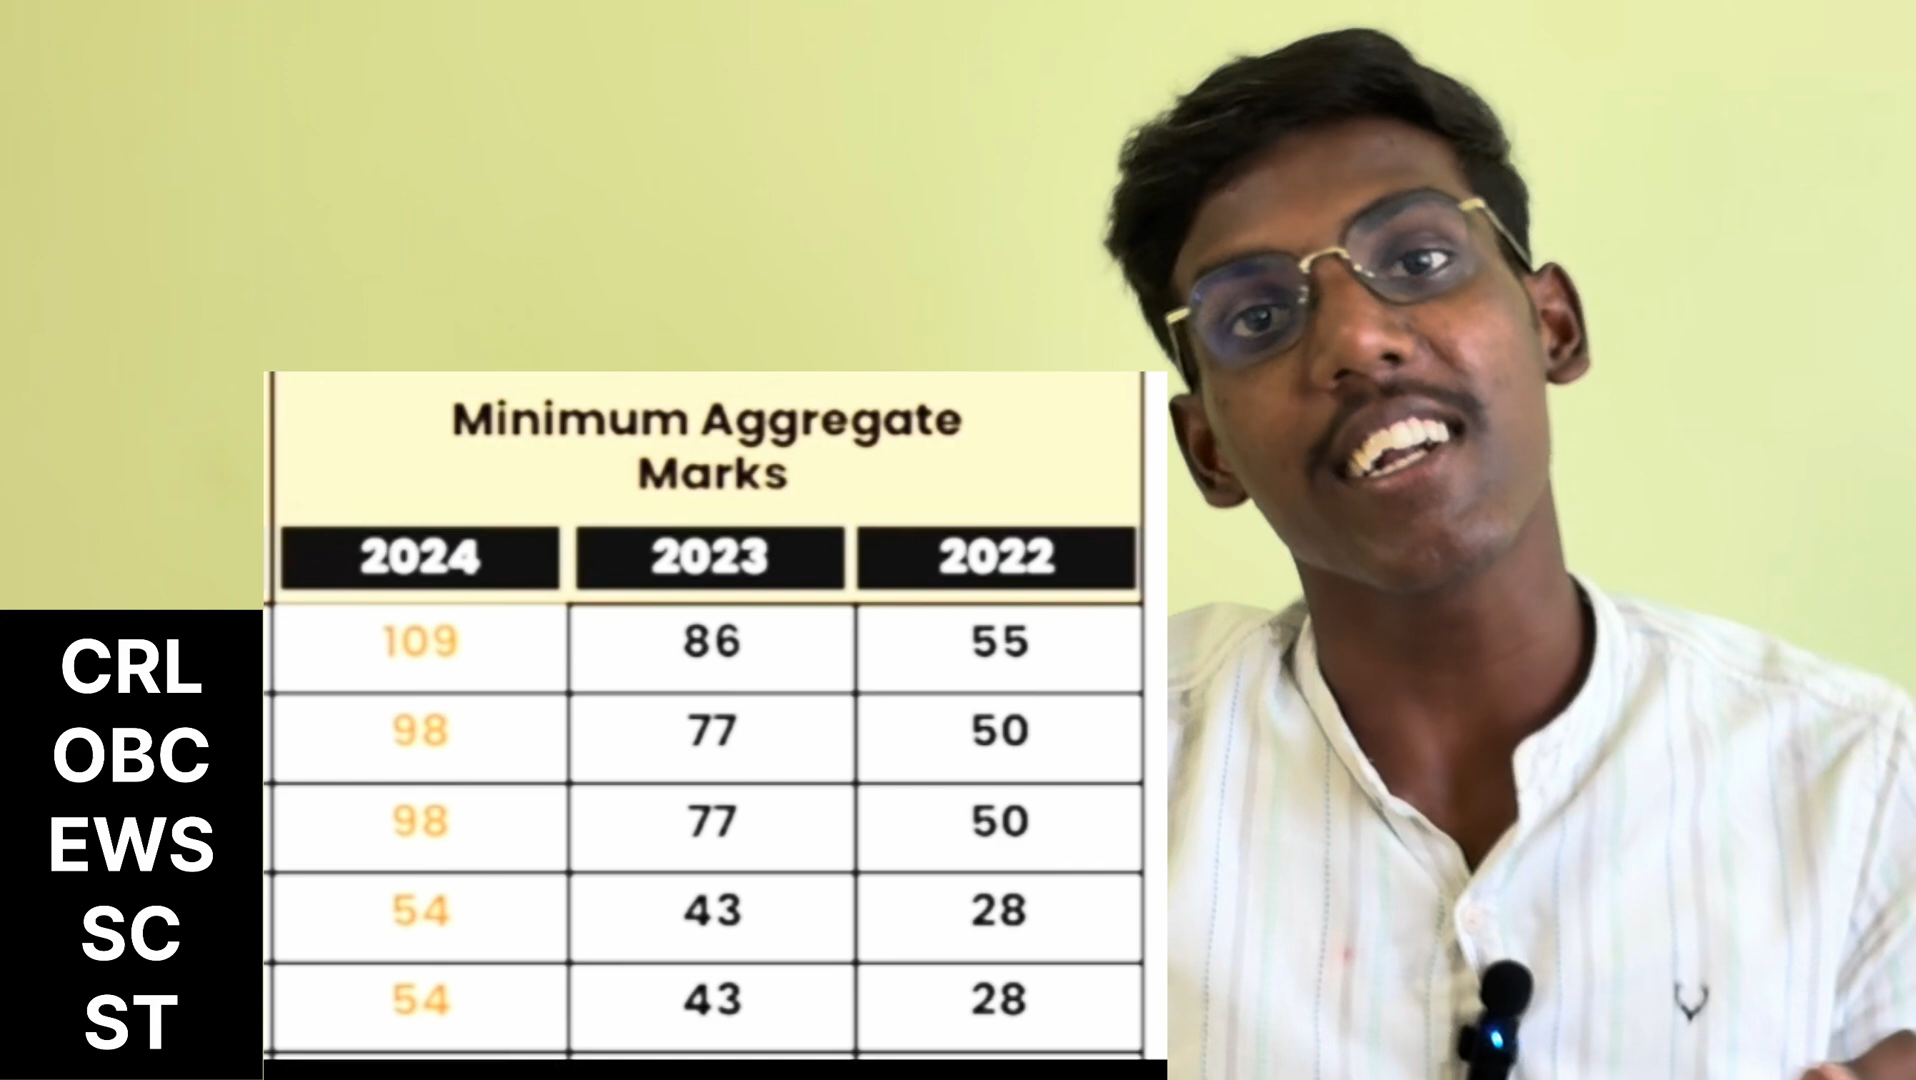 Minimum Aggregate
Marks
2024 2023 2022
CRL 109 86 55
OBC 98 77 50
EWS 98 77 50
SC 54 43 28
ST 54 43 28